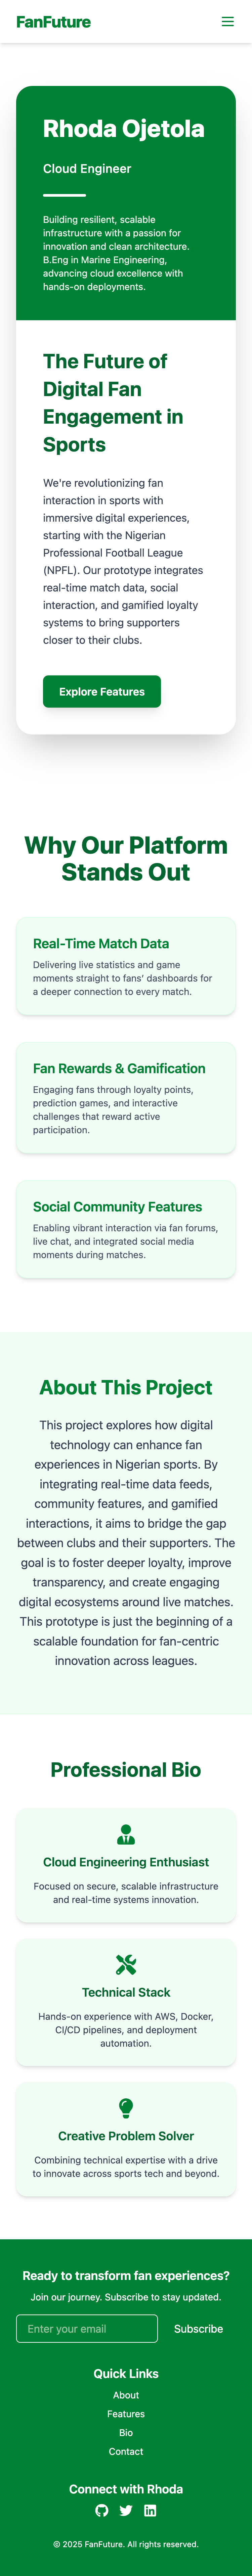 FanFuture
Rhoda Ojetola
Cloud Engineer
Building resilient, scalable
infrastructure with a passion for
innovation and clean architecture.
B.Eng in Marine Engineering,
advancing cloud excellence with
hands-on deployments.
The Future of
Digital Fan
Engagement in
Sports
We're revolutionizing fan
interaction in sports with
immersive digital experiences,
starting with the Nigerian
Professional Football League
(NPFL). Our prototype integrates
real-time match data, social
interaction, and gamified loyalty
systems to bring supporters
closer to their clubs.
Explore Features
Why Our Platform
Stands Out
Real-Time Match Data
Delivering live statistics and game
moments straight to fans’ dashboards for
a deeper connection to every match.
Fan Rewards & Gamification
Engaging fans through loyalty points,
prediction games, and interactive
challenges that reward active
participation.
Social Community Features
Enabling vibrant interaction via fan forums,
live chat, and integrated social media
moments during matches.
About This Project
This project explores how digital
technology can enhance fan
experiences in Nigerian sports. By
integrating real-time data feeds,
community features, and gamified
interactions, it aims to bridge the gap
between clubs and their supporters. The
goal is to foster deeper loyalty, improve
transparency, and create engaging
digital ecosystems around live matches.
This prototype is just the beginning of a
scalable foundation for fan-centric
innovation across leagues.
Professional Bio
Cloud Engineering Enthusiast
Focused on secure, scalable infrastructure
and real-time systems innovation.
Technical Stack
Hands-on experience with AWS, Docker,
CI/CD pipelines, and deployment
automation.
Creative Problem Solver
Combining technical expertise with a drive
to innovate across sports tech and beyond.
Ready to transform fan experiences?
Join our journey. Subscribe to stay updated.
Enter your email
Subscribe
Quick Links
About
Features
Bio
Contact
Connect with Rhoda
© 2025 FanFuture. All rights reserved.